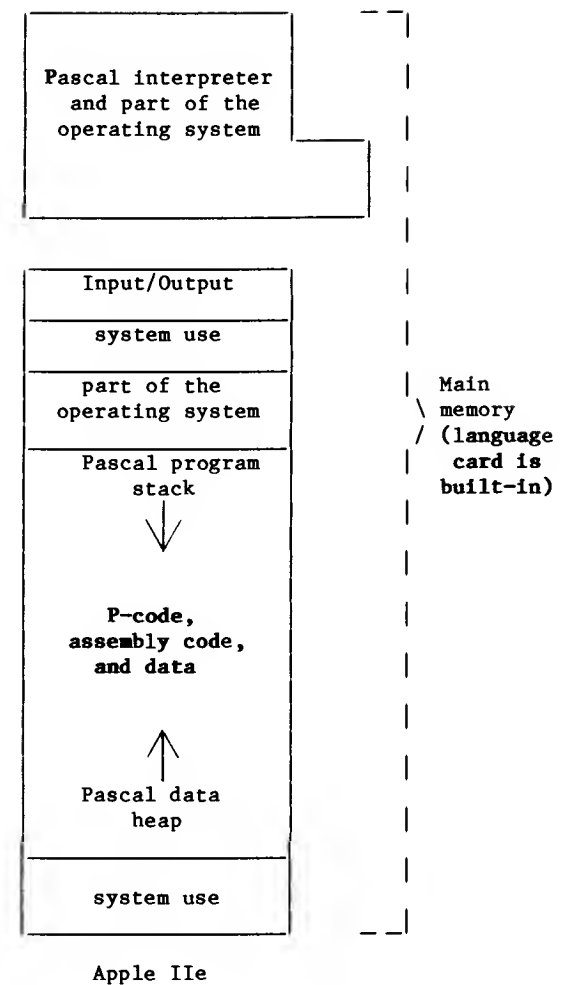 Pascal interpreter
and part of the
operating system
Input/Output
system use
part of the
operating system
Pascal program
stack
P-code,
assembly code,
and data
Pascal data
heap
system use
Main
memory
(language
card is
built-in)
Apple IIe